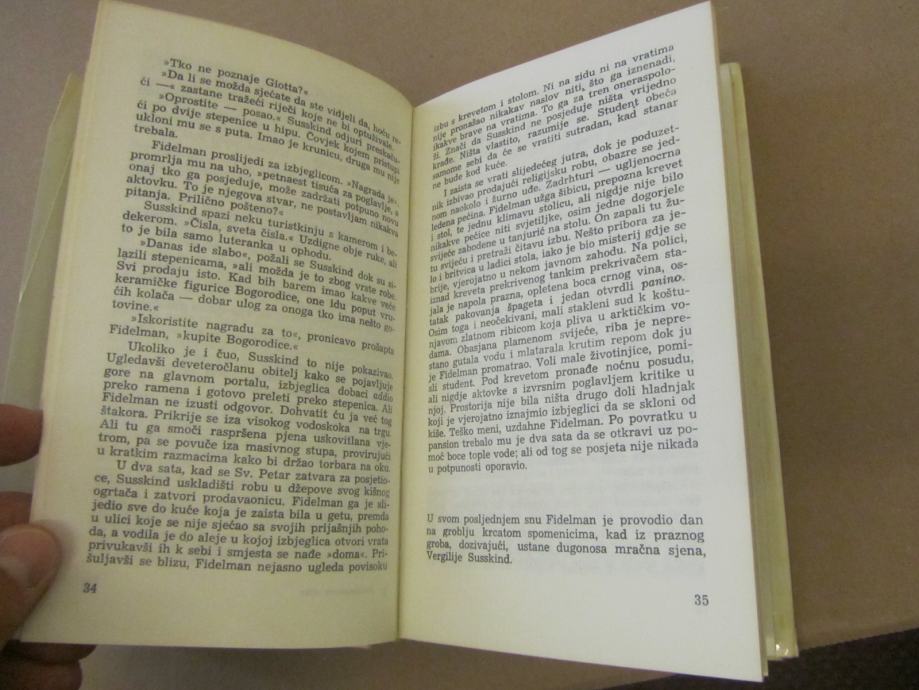 »Tko ne poznaje Giotta?«
»Da li se možda sjećate da ste vidjeli da, hoću re-
ći —« zastane tražeći riječi koje ne bi optuživale.
»Oprostite — posao.« Susskind odjuri preskaču-
ći po dvije stepenice u hipu. Čovjek kojem pristupi
ukloni mu se s puta. Imao je krunicu, druga mu nije
trebala.
Fidelman proslijedi za izbjeglicom. »Nagrada je«,
promrlja mu na uho, »petnaest tisuća za poglavlje, a
onaj tko ga posjeduje, može zadržati potpuno novu
aktovku. To je njegova stvar, ne postavljam nikakva
pitanja. Prilično pošteno?«
Susskind spazi neku turistkinju s kamerom i be-
dekerom. »Čisla, sveta čisla.« Uzdigne obje ruke, ali
to je bila samo luteranka u ophodu.
»Danas ide slabo«, požali se Susskind dok su si-
lazili stepenicama, »ali možda je to zbog vrste robe.
Svi prodaju isto. Kad bih barem imao kakve veće
keramičke figurice Bogorodice, one idu poput vru-
ćih kolača — dobar ulog za onoga tko ima nešto go-
tovine.«
»Iskoristite nagradu za to«, pronicavo prošapta
Fidelman, »kupite Bogorodice.«
Ukoliko je i čuo, Susskind to nije pokazivao.
Ugledavši deveteročlanu obitelj kako se pojavljuje
gore na glavnom portalu, izbjeglica dobaci addio
preko ramena i gotovo preleti preko stepenica. Ali
Fidelman ne izusti odgovor. Dohvatit ću ja već tog
štakora. Prikrije se iza visokog vodoskoka na trgu.
Ali tu ga smoči raspršena pjena uskovitlana vje-
trom, pa se povuče iza masivnog stupa, provirujući
u kratkim razmacima kako bi držao torbara na oku.
U dva sata, kad se Sv. Petar zatvara za posjetio-
ce, Susskind uskladišti robu u džepove svog kišnog
ogrtača i zatvori prodavaonicu. Fidelman ga je sli-
jedio sve do kuće koja je zaista bila u getu, premda
u ulici koje se nije sjećao sa svojih prijašnjih poho-
da, a vodila je do aleje u kojoj izbjeglica otvori vrata
privukavši ih k sebi i smjesta se nađe »doma«. Pri-
šuljavši se blizu, Fidelman nejasno ugleda povisoku
34
izbu s krevetom i stolom. Ni na zidu ni na vratima
nije pronašao nikakav naslov niti, što ga iznenadi,
ikakve brave na vratima. To ga za tren oneraspolo-
ži. Znači da Susskind ne posjeduje ništa vrijedno
krađe. Ništa vlastito, razumije se. Student obeća
samome sebi da će se vratiti sutradan, kad stanar
ne bude kod kuće.
I zaista se vrati slijedećeg jutra, dok je poduzet-
nik izbivao prodajući religijsku robu, obazre se jed-
nom naokolo i žurno uđe. Zadrhturi — ugljenocrna
ledena pećina. Fidelman užga šibicu, prepozna krevet
i stol, te jednu klimavu stolicu, ali nigdje nije bilo
nikakve pećice niti svjetiljke, osim jedne dogorjele
svijeće zabodene u tanjurić na stolu. On zapali tu žu-
tu svijeću i pretraži čitavu izbu. Nešto pribora za je-
lo i britvica u ladici stola, iako je bio misterij gdje se
brije, vjerojatno u nekom javnom zahodu. Na polici,
iznad kreveta prekrivenog tankim prekrivačem sta-
jala je napola prazna, opletena boca crnog vina, os-
tatak pakovanja špageta i jedan otvrdli panino.
Osim toga i neočekivani, mali stakleni sud k koštu-
njavom zlatnom ribicom koja pliva u arktičkim vo-
dama. Obasjana plamenom svijeće, riba je nepre-
stano gutala vodu i mlatarala krutim repom dok ju
je Fidelman promatrao. Voli male životinjice, pomi-
sli student. Pod krevetom pronađe noćnu posudu,
ali nigdje aktovke s izvrsnim poglavljem kritike u
njoj. Prostorija nije bila ništa drugo doli hladnjak
koji je vjerojatno iznajmio izbjeglici da se skloni od
kiše. Teško meni, uzdahne Fidelman. Po povratku u
pansion trebalo mu je dva sata da se otkravi uz po-
moć boce tople vode; ali od tog se posjeta nije nikada
u potpunosti oporavio.
U svom posljednjem snu Fidelman je provodio dan
na groblju krcatom spomenicima, kad iz praznog
groba, dozivajući, ustane dugonosa mračna sjena,
Vergilije Susskind.
35